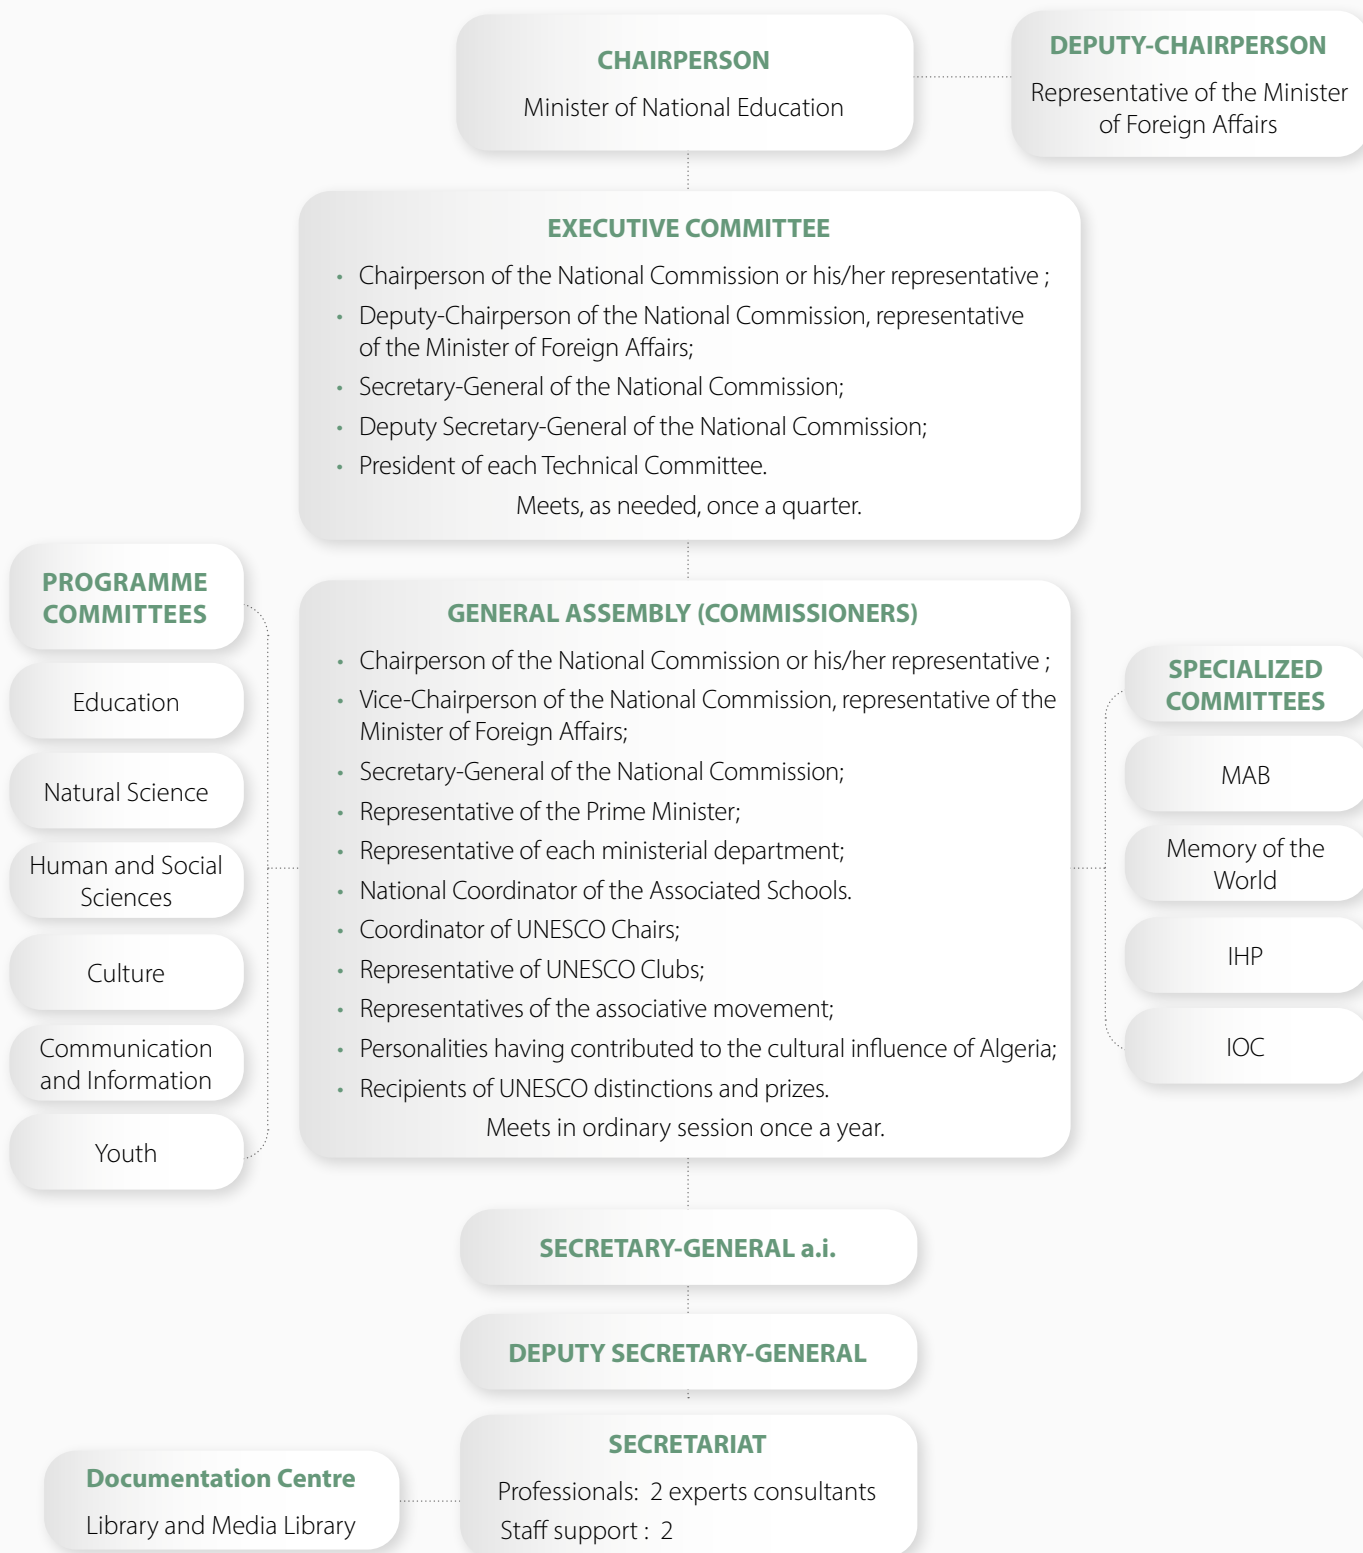 CHAIRPERSON
Minister of National Education
DEPUTY-CHAIRPERSON
Representative of the Minister
of Foreign Affairs
EXECUTIVE COMMITTEE
• Chairperson of the National Commission or his/her representative ;
• Deputy-Chairperson of the National Commission, representative
of the Minister of Foreign Affairs;
• Secretary-General of the National Commission;
• Deputy Secretary-General of the National Commission;
• President of each Technical Committee.
Meets, as needed, once a quarter.
PROGRAMME
COMMITTEES
Education
Natural Science
Human and Social
Sciences
Culture
Communication
and Information
Youth
GENERAL ASSEMBLY (COMMISSIONERS)
• Chairperson of the National Commission or his/her representative ;
• Vice-Chairperson of the National Commission, representative of the
Minister of Foreign Affairs;
• Secretary-General of the National Commission;
• Representative of the Prime Minister;
• Representative of each ministerial department;
• National Coordinator of the Associated Schools.
• Coordinator of UNESCO Chairs;
• Representative of UNESCO Clubs;
• Representatives of the associative movement;
• Personalities having contributed to the cultural influence of Algeria;
• Recipients of UNESCO distinctions and prizes.
Meets in ordinary session once a year.
SPECIALIZED
COMMITTEES
MAB
Memory of the
World
IHP
IOC
SECRETARY-GENERAL a.i.
DEPUTY SECRETARY-GENERAL
SECRETARIAT
Professionals: 2 experts consultants
Staff support : 2
Documentation Centre
Library and Media Library